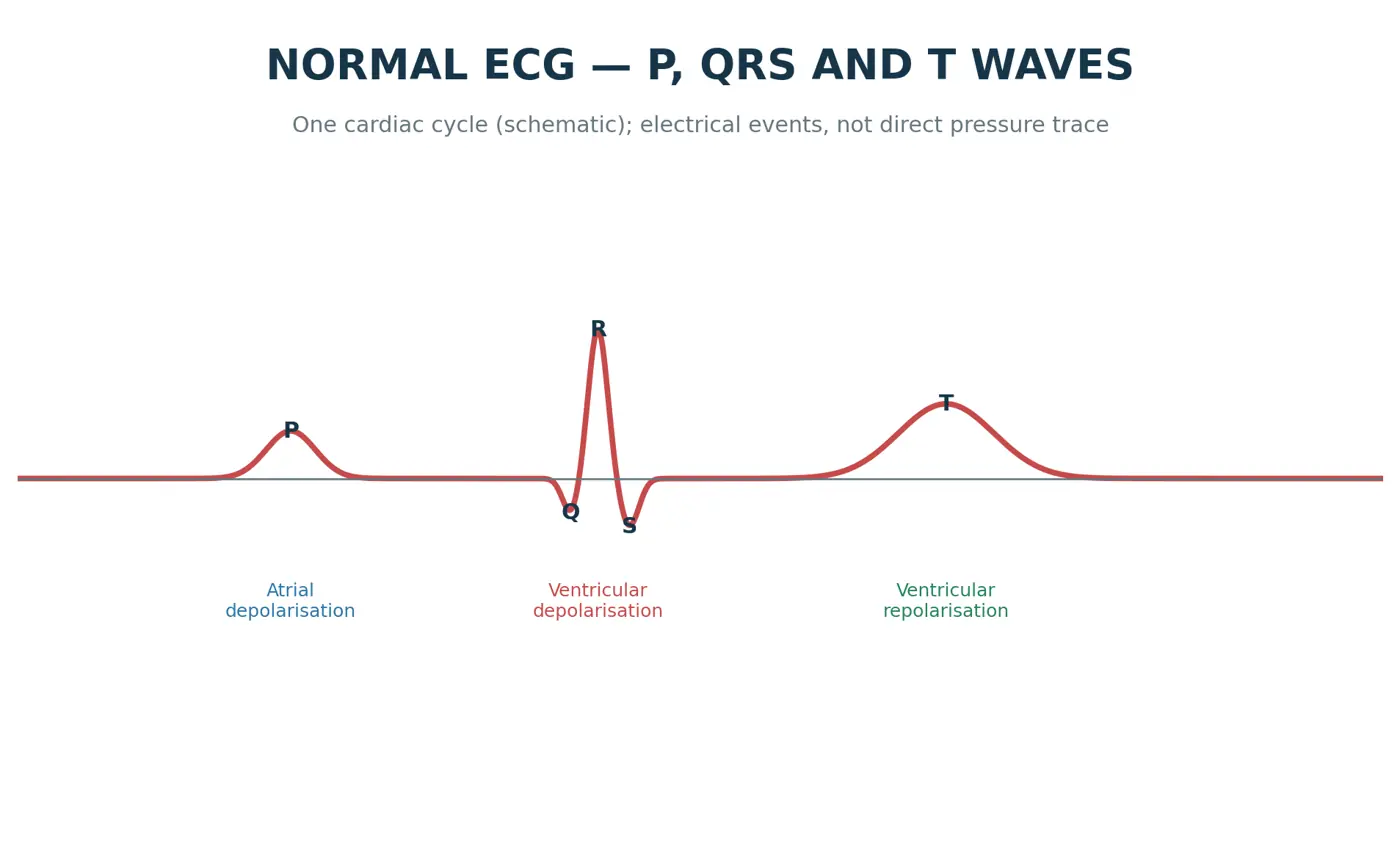 NORMAL ECG — P, QRS AND T WAVES
One cardiac cycle (schematic); electrical events, not direct pressure trace
R
T
P
Q
S
Atrial
depolarisation
Ventricular
depolarisation
Ventricular
repolarisation